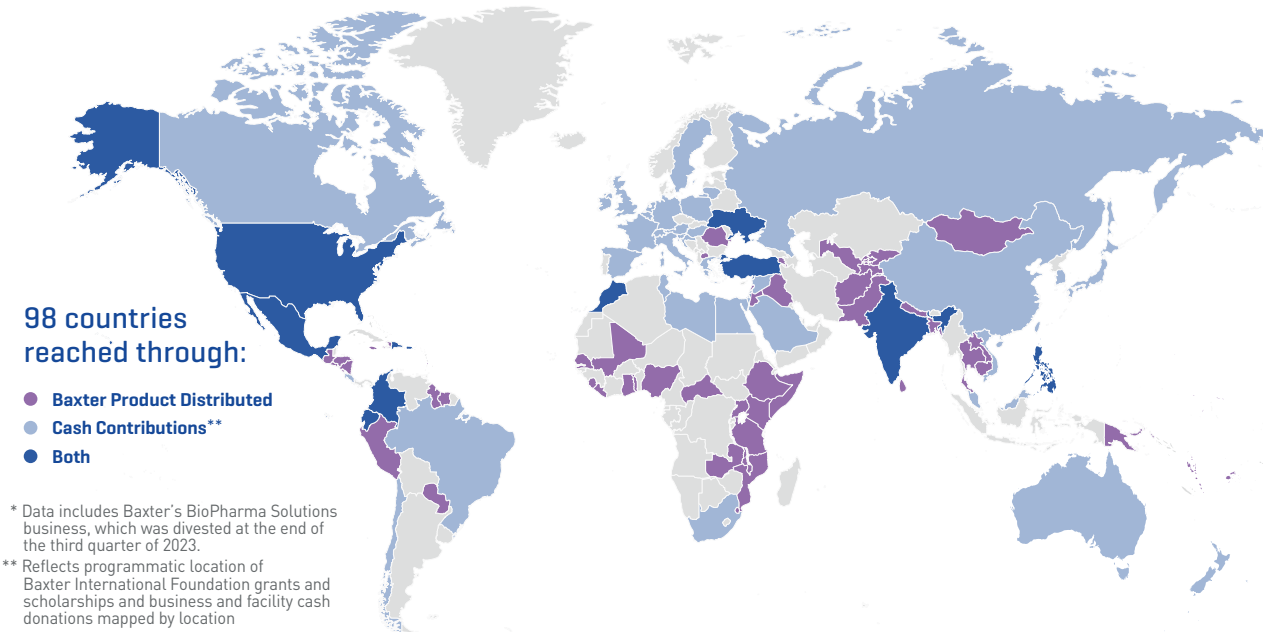 98 countries
reached through:
Baxter Product Distributed
Cash Contributions**
Both
* Data includes Baxter's BioPharma Solutions
business, which was divested at the end of
the third quarter of 2023.
** Reflects programmatic location of
Baxter International Foundation grants and
scholarships and business and facility cash
donations mapped by location